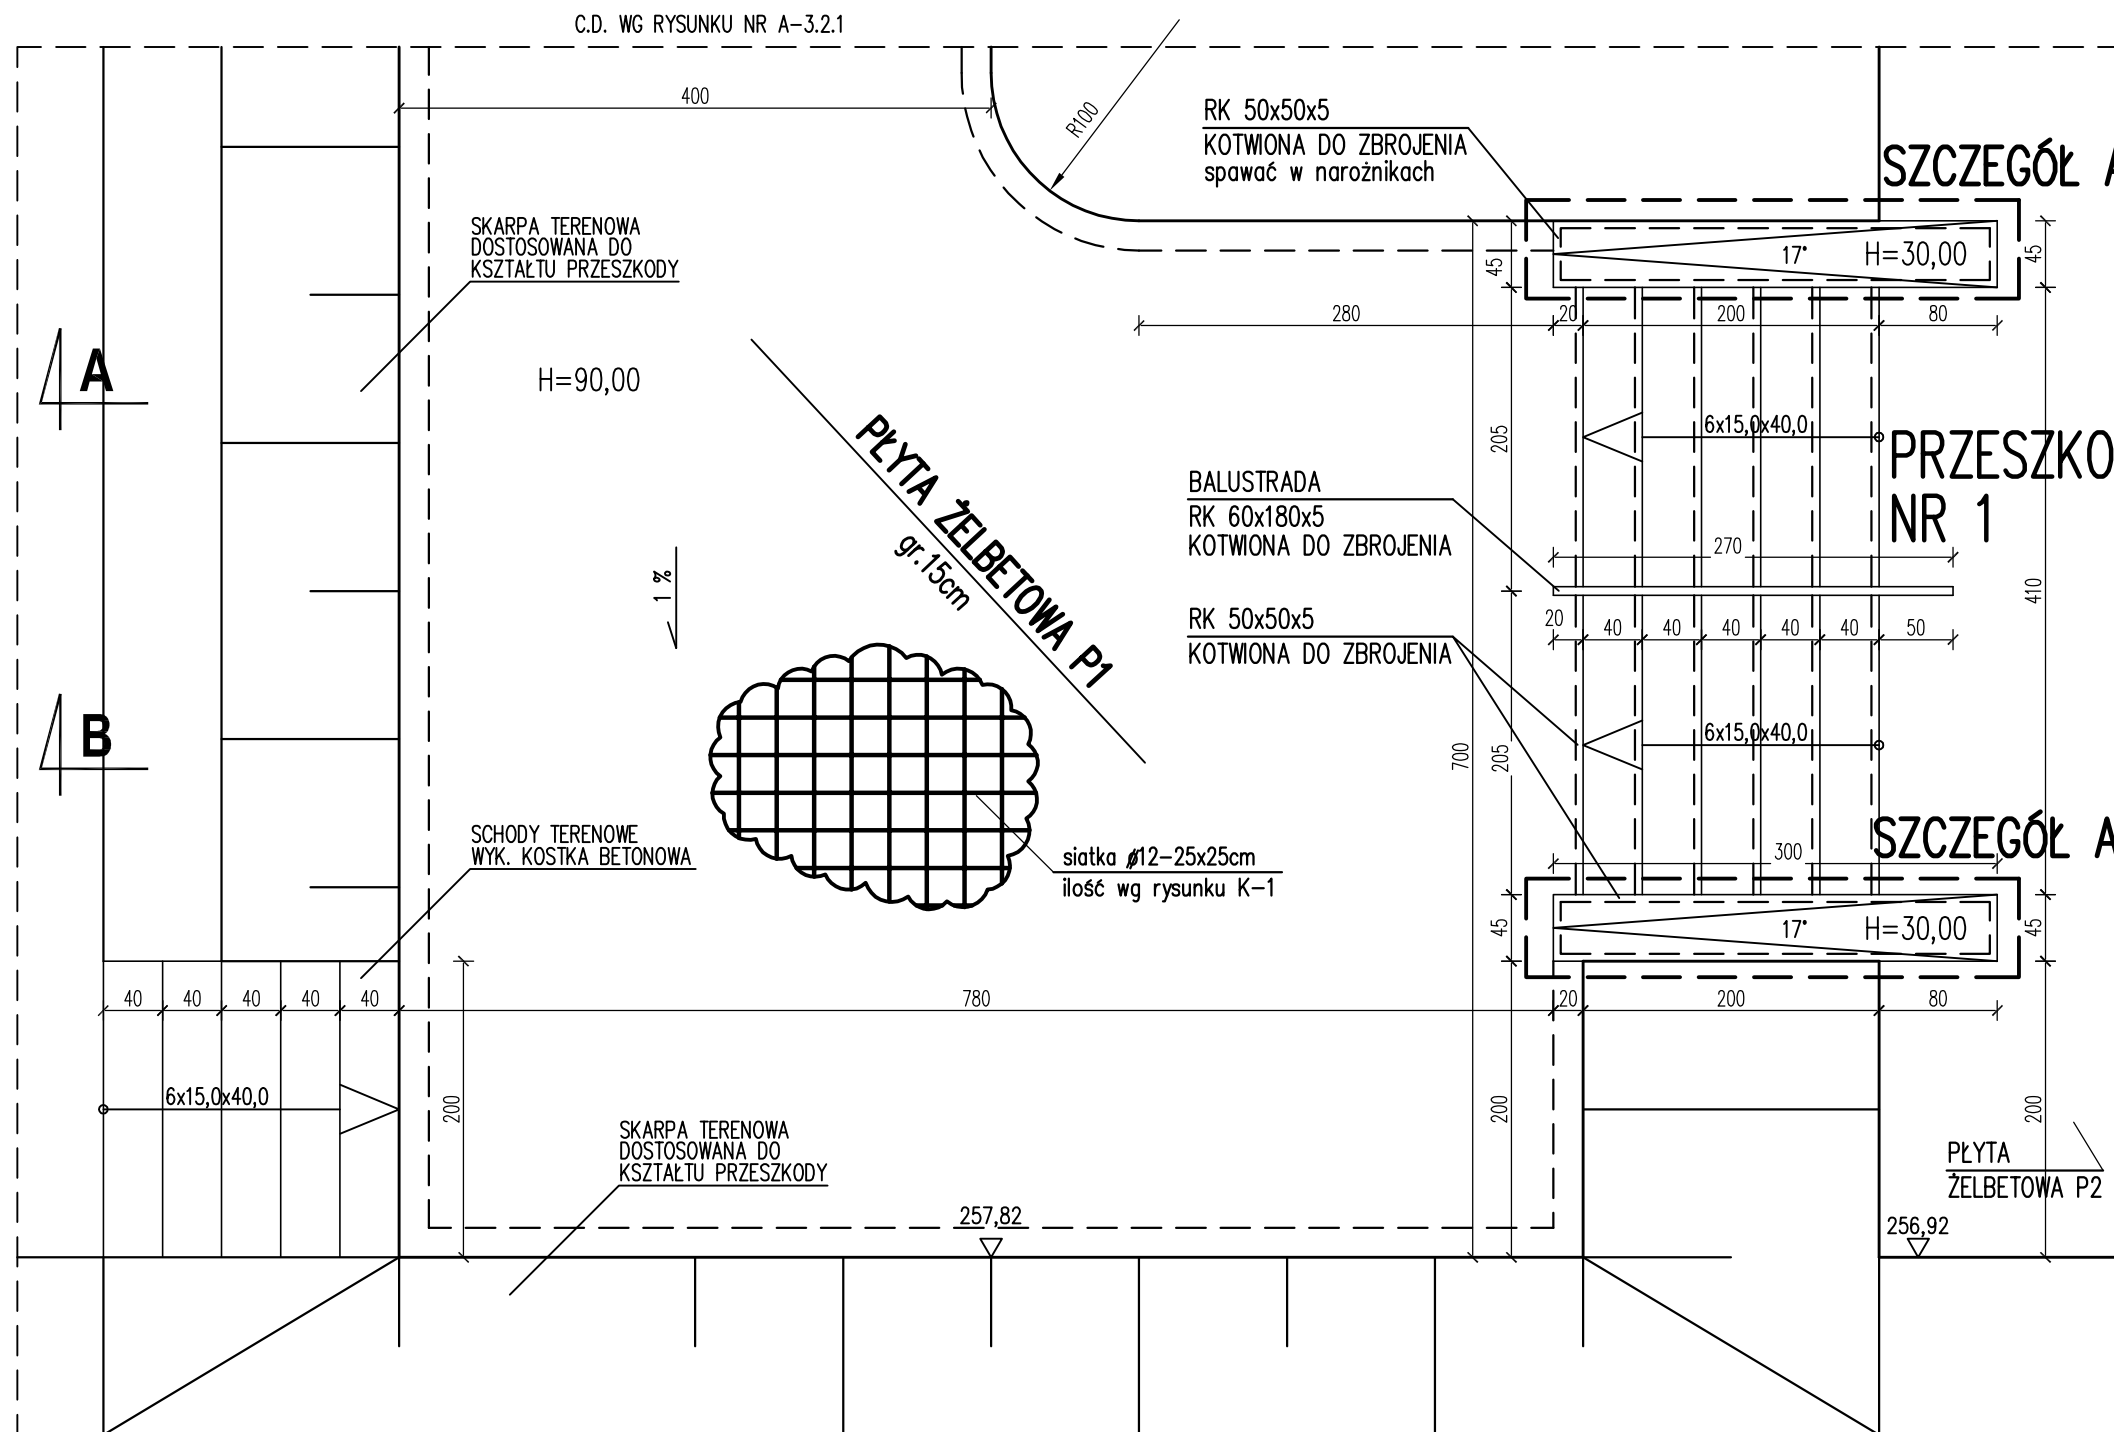 C.D. WG RYSUNKU NR A-3.2.1
400
R100
RK 50x50x5
KOTWIONA DO ZBROJENIA
spawać w narożnikach
SZCZEGÓŁ A
SKARPA TERENOWA
DOSTOSOWANA DO
KSZTAŁTU PRZESZKODY
45
17°
H=30,00
45
280
20
200
80
A
H=90,00
PŁYTA ŻELBETOWA P1
gr.15cm
205
6x15,0x40,0
PRZESZKO
NR 1
BALUSTRADA
RK 60x180x5
KOTWIONA DO ZBROJENIA
270
1 %
410
RK 50x50x5
KOTWIONA DO ZBROJENIA
20
40
40
40
40
40
50
B
700
205
6x15,0x40,0
SCHODY TERENOWE
WYK. KOSTKA BETONOWA
siatka ø12-25x25cm
ilość wg rysunku K-1
300
SZCZEGÓŁ A
45
17°
H=30,00
45
40
40
40
40
40
780
20
200
80
6x15,0x40,0
200
200
200
SKARPA TERENOWA
DOSTOSOWANA DO
KSZTAŁTU PRZESZKODY
PŁYTA
ŻELBETOWA P2
257,82
256,92